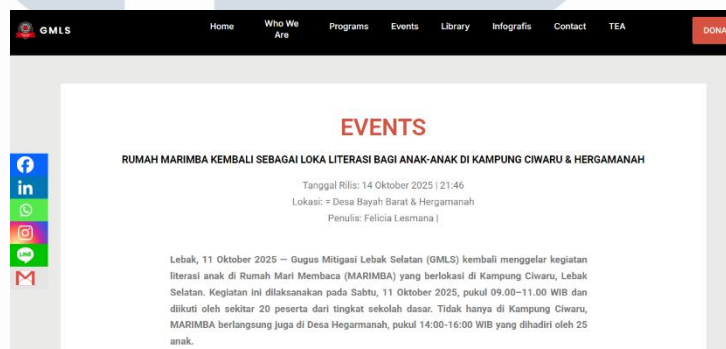 GMLS
Home
Who We
Are
Programs
Events
Library
Infografis
Contact
TEA
DONA
EVENTS
RUMAH MARIMBA KEMBALI SEBAGAI LOKA LITERASI BAGI ANAK-ANAK DI KAMPUNG CIWARU & HERGAMANAH
Tanggal Rilis: 14 Oktober 2025 | 21:46
Lokasi: = Desa Bayah Barat & Hergamanah
Penulis: Felicia Lesmana |
Lebak, 11 Oktober 2025 — Gugus Mitigasi Lebak Selatan (GMLS) kembali menggelar kegiatan
literasi anak di Rumah Mari Membaca (MARIMBA) yang berlokasi di Kampung Ciwaru, Lebak
Selatan. Kegiatan ini dilaksanakan pada Sabtu, 11 Oktober 2025, pukul 09.00–11.00 WIB dan
diikuti oleh sekitar 20 peserta dari tingkat sekolah dasar. Tidak hanya di Kampung Ciwaru,
MARIMBA berlangsung juga di Desa Hegarmanah, pukul 14:00-16:00 WIB yang dihadiri oleh 25
anak.